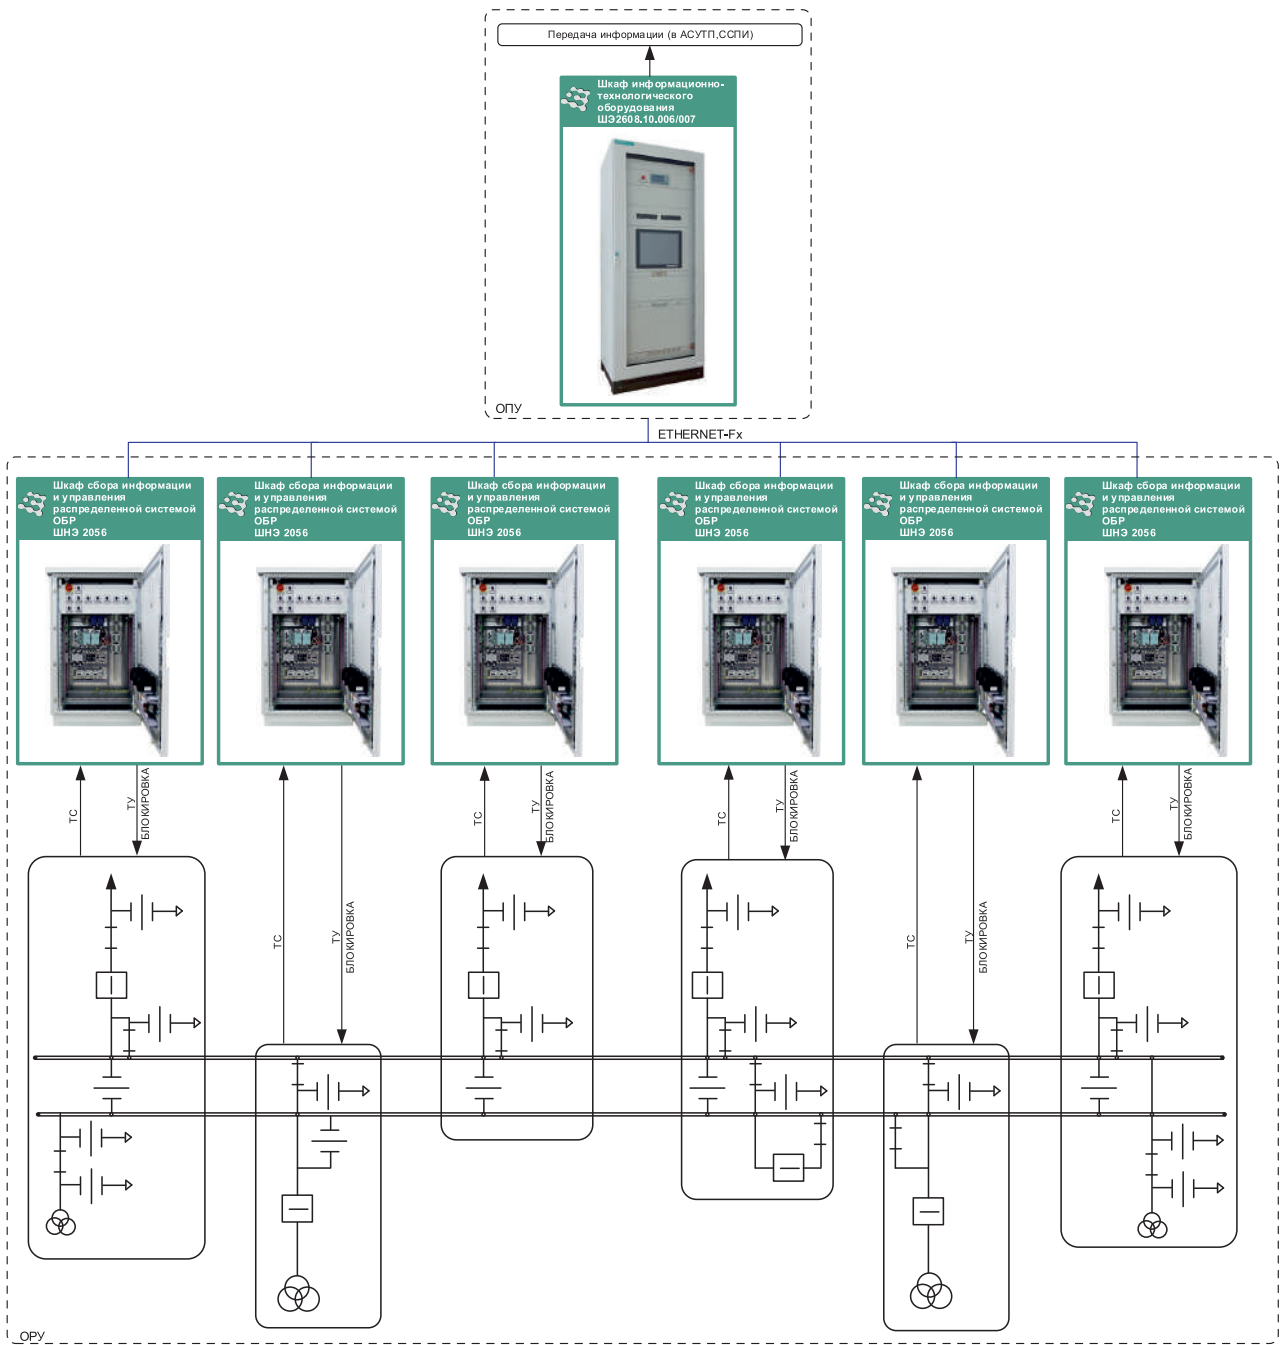 Передача информации (в АСУТП,ССПИ)
Шкаф информационно-
технологического
оборудования
ШЭ2608.10.006/007
ОПУ
ETHERNET-Fx
Шкаф сбора информации
и управления
распределенной системой
ОБР
ШНЭ 2056
Шкаф сбора информации
и управления
распределенной системой
ОБР
ШНЭ 2056
Шкаф сбора информации
и управления
распределенной системой
ОБР
ШНЭ 2056
Шкаф сбора информации
и управления
распределенной системой
ОБР
ШНЭ 2056
Шкаф сбора информации
и управления
распределенной системой
ОБР
ШНЭ 2056
Шкаф сбора информации
и управления
распределенной системой
ОБР
ШНЭ 2056
ТС
ТУ
БЛОКИРОВКА
ТС
ТУ
БЛОКИРОВКА
ТС
ТУ
БЛОКИРОВКА
ТС
ТУ
БЛОКИРОВКА
ТС
ТУ
БЛОКИРОВКА
ТС
ТУ
БЛОКИРОВКА
ОРУ